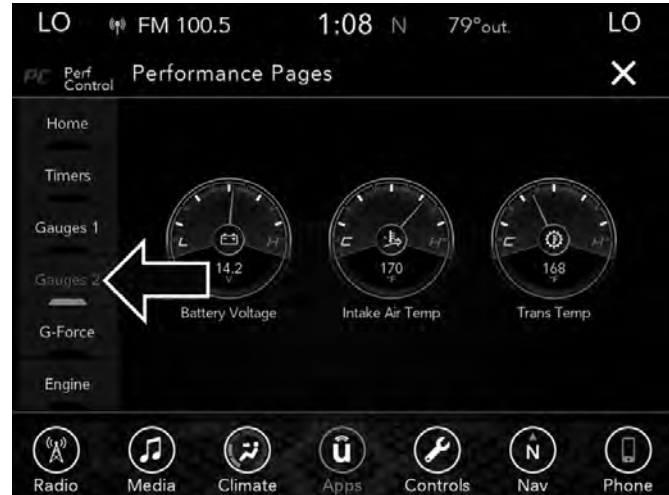 LO FM 100.5 1:08 N 79°out. LO
PC Perf Control Performance Pages X
Home
Timers
Gauges 1
Gauges 2
G-Force
Engine
L H C H C H
14.2 170 168
V °F °F
Battery Voltage Intake Air Temp Trans Temp
N
Radio Media Climate Apps Controls Nav Phone